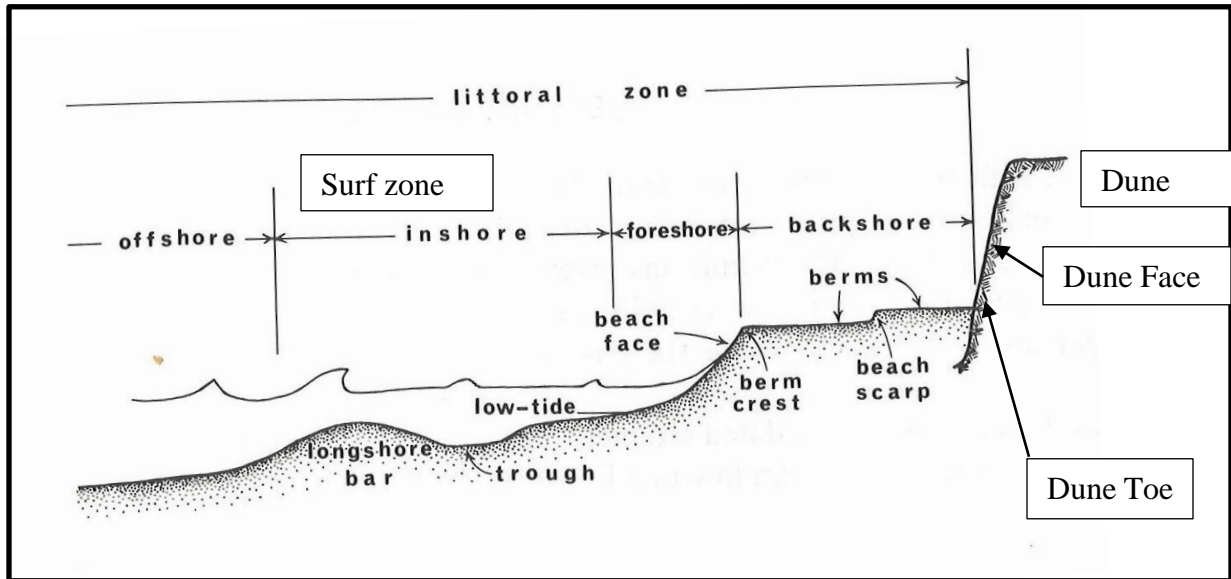 littoral zone
Surf zone
Dune
offshore
inshore
foreshore
backshore
Dune Face
berms
beach
face
Dune Toe
berm
crest
beach
scarp
low-tide
longshore
bar
trough